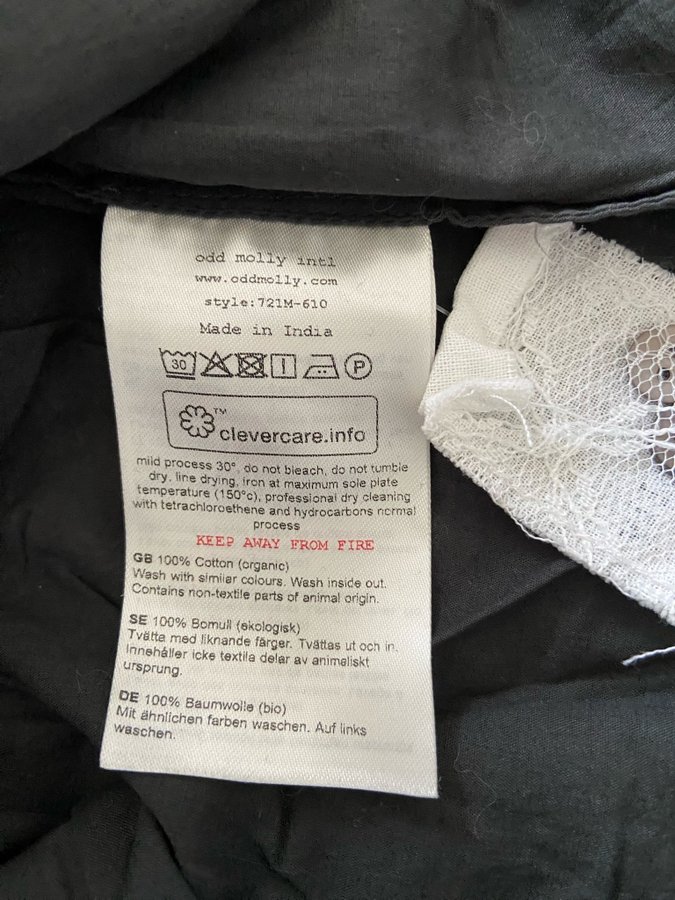 odd molly intl
www.oddmolly.com
style:721M-610
Made in India
30 P
™
clevercare.info
mild process 30°, do not bleach, do not tumble
dry, line drying, iron at maximum sole plate
temperature (150°c), professional dry cleaning
with tetrachloroethene and hydrocarbons normal
process
KEEP AWAY FROM FIRE
GB 100% Cotton (organic)
Wash with similar colours. Wash inside out.
Contains non-textile parts of animal origin.
SE 100% Bomull (ekologisk)
Tvätta med liknande färger. Tvättas ut och in.
Innehåller icke textila delar av animaliskt
ursprung.
DE 100% Baumwolle (bio)
Mit ähnlichen farben waschen. Auf links
waschen.